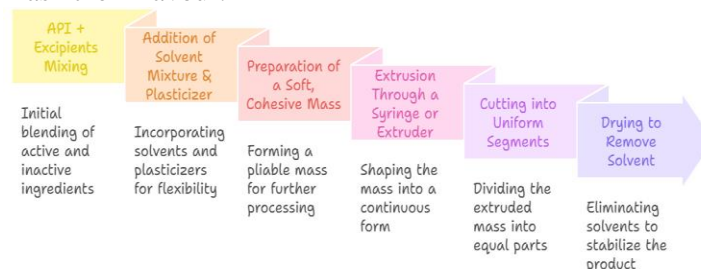 API +
Excipients
Mixing
Initial
blending of
active and
inactive
ingredients
Addition of
Solvent
Mixture &
Plasticizer
Incorporating
solvents and
plasticizers
for flexibility
Preparation of
a Soft,
Cohesive Mass
Forming a
pliable mass
for further
processing
Extrusion
Through a
Syringe or
Extruder
Shaping the
mass into a
continuous
form
Cutting into
Uniform
Segments
Dividing the
extruded
mass into
equal parts
Drying to
Remove
Solvent
Eliminating
solvents to
stabilize the
product